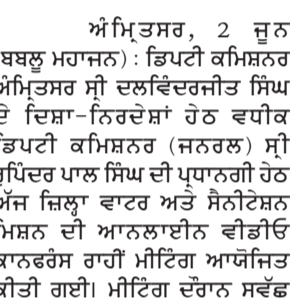 ਅੰਮ੍ਰਿਤਸਰ, 2 ਜੂਨ
ਬਬਲੂ ਮਹਾਜਨ) : ਡਿਪਟੀ ਕਮਿਸ਼ਨਰ
ਅੰਮ੍ਰਿਤਸਰ ਸ੍ਰੀ ਦਲਵਿੰਦਰਜੀਤ ਸਿੰਘ
ਦੇ ਦਿਸ਼ਾ-ਨਿਰਦੇਸ਼ਾਂ ਹੇਠ ਵਧੀਕ
ਡਿਪਟੀ ਕਮਿਸ਼ਨਰ (ਜਨਰਲ) ਸ੍ਰੀ
ਰੁਪਿੰਦਰ ਪਾਲ ਸਿੰਘ ਦੀ ਪ੍ਰਧਾਨਗੀ ਹੇਠ
ਅੱਜ ਜ਼ਿਲ੍ਹਾ ਵਾਟਰ ਅਤੇ ਸੈਨੀਟੇਸ਼ਨ
ਮਿਸ਼ਨ ਦੀ ਆਨਲਾਈਨ ਵੀਡੀਓ
ਕਾਨਫਰੰਸ ਰਾਹੀਂ ਮੀਟਿੰਗ ਆਯੋਜਿਤ
ਕੀਤੀ ਗਈ। ਮੀਟਿੰਗ ਦੌਰਾਨ ਸਵੱਛ